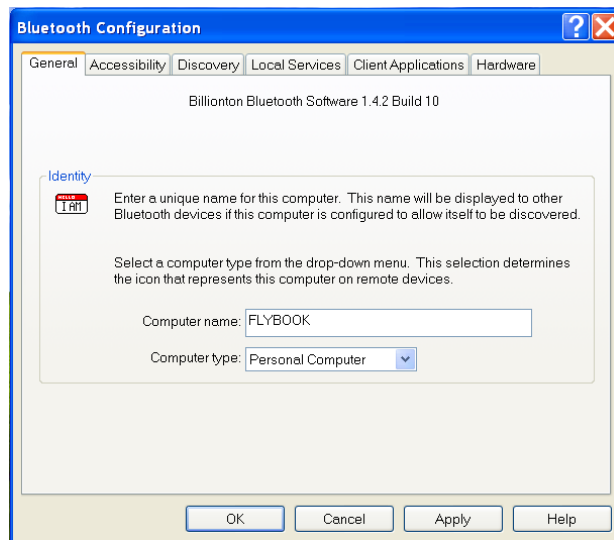 Bluetooth Configuration
General Accessibility Discovery Local Services Client Applications Hardware
Billionton Bluetooth Software 1.4.2 Build 10
Identity
HELLO
I AM
Enter a unique name for this computer. This name will be displayed to other
Bluetooth devices if this computer is configured to allow itself to be discovered.
Select a computer type from the drop-down menu. This selection determines
the icon that represents this computer on remote devices.
Computer name: FLYBOOK
Computer type: Personal Computer
OK Cancel Apply Help